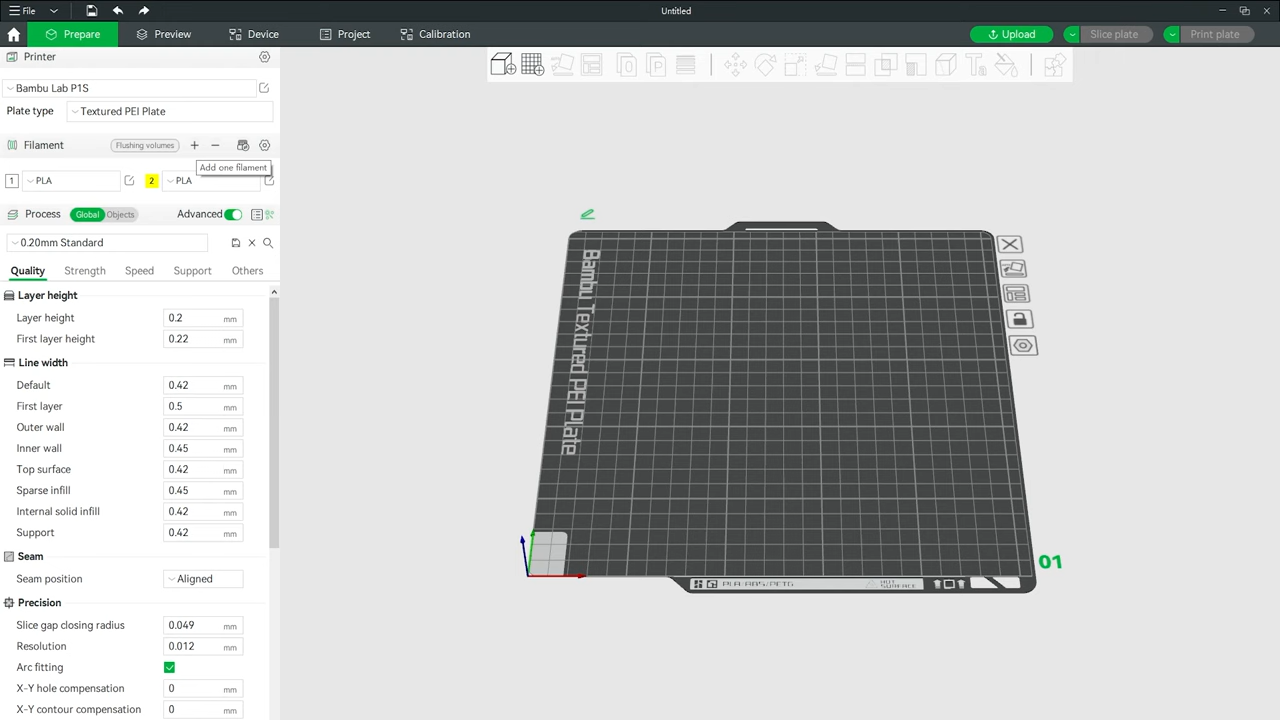 File
Untitled
Prepare
Preview
Device
Project
Calibration
Upload
Slice plate
Print plate
Printer
Bambu Lab P1S
Plate type
Textured PEI Plate
Filament
Flushing volumes
Add one filament
1
PLA
2
PLA
Process
Global
Objects
Advanced
0.20mm Standard
Quality
Strength
Speed
Support
Others
Layer height
Layer height 0.2 mm
First layer height 0.22 mm
Line width
Default 0.42 mm
First layer 0.5 mm
Outer wall 0.42 mm
Inner wall 0.45 mm
Top surface 0.42 mm
Sparse infill 0.45 mm
Internal solid infill 0.42 mm
Support 0.42 mm
Seam
Seam position Aligned
Precision
Slice gap closing radius 0.049 mm
Resolution 0.012 mm
Arc fitting
X-Y hole compensation 0 mm
X-Y contour compensation 0 mm
Bambu Textured PEI Plate
PLA/ABS/PETG
HOT
SURFACE
01